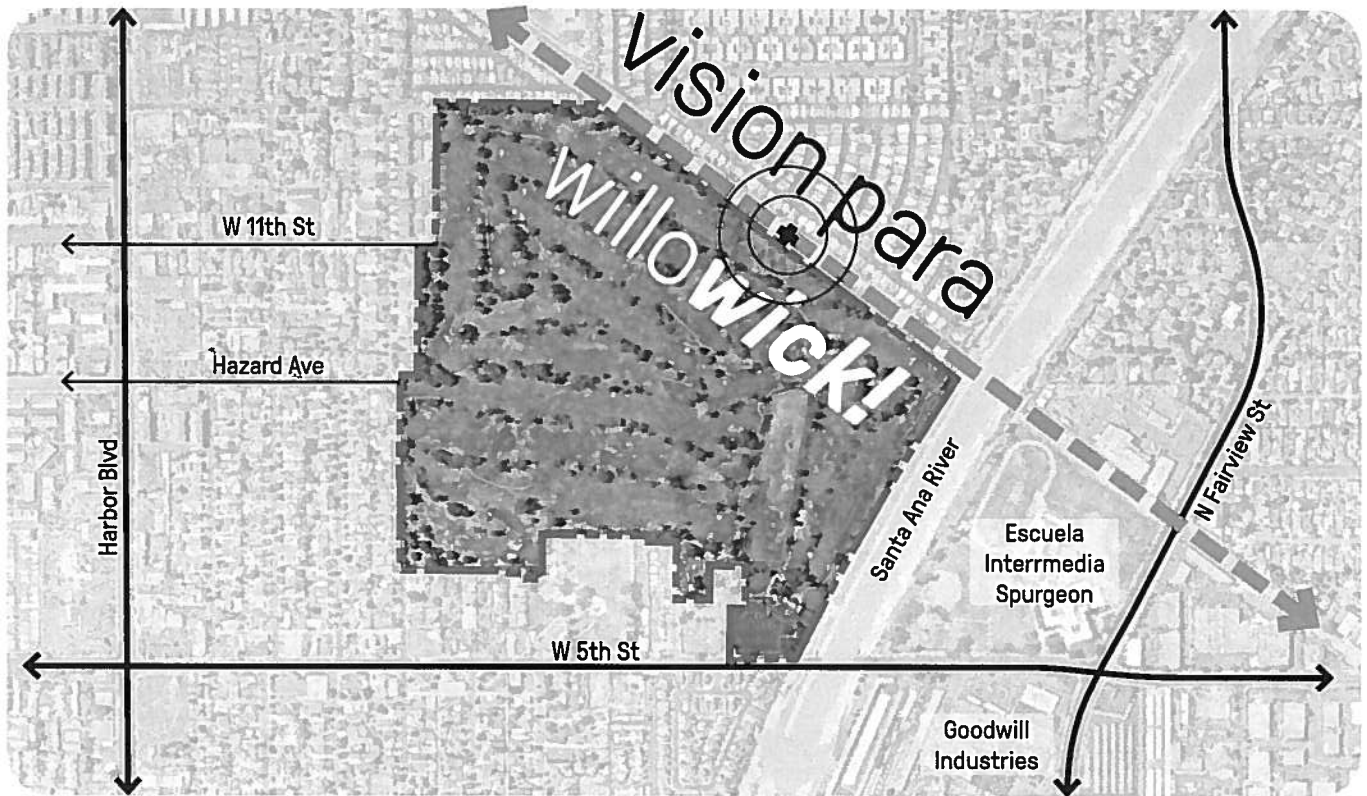 vision para
willowick!
W 11th St
Hazard Ave
Harbor Blvd
Santa Ana River
N Fairview St
Escuela
Interrmedia
Spurgeon
W 5th St
Goodwill
Industries